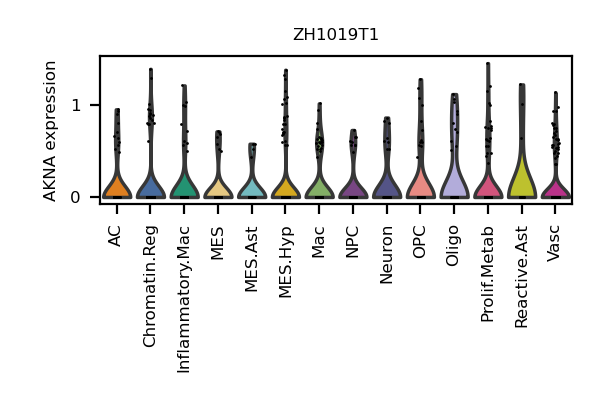 ZH1019T1
AKNA expression
1
0
AC
Chromatin.Reg
Inflammatory.Mac
MES
MES.Ast
MES.Hyp
Mac
NPC
Neuron
OPC
Oligo
Prolif.Metab
Reactive.Ast
Vasc